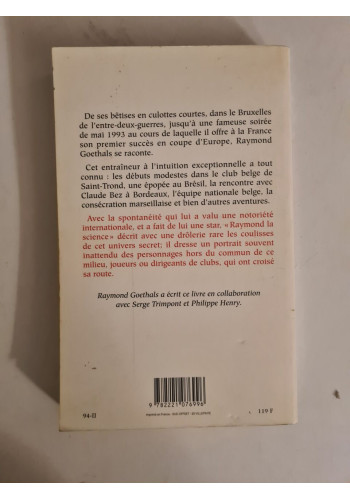 De ses bêtises en culottes courtes, dans le Bruxelles
de l'entre-deux-guerres, jusqu'à une fameuse soirée
de mai 1993 au cours de laquelle il offre à la France
son premier succès en coupe d'Europe, Raymond
Goethals se raconte.
Cet entraîneur à l'intuition exceptionnelle a tout
connu : les débuts modestes dans le club belge de
Saint-Trond, une épopée au Brésil, la rencontre avec
Claude Bez à Bordeaux, l'équipe nationale belge, la
consécration marseillaise et bien d'autres aventures.
Avec la spontanéité qui lui a valu une notoriété
internationale, et a fait de lui une star, « Raymond
la science » décrit avec une drôlerie rare les coulisses
de cet univers secret; il dresse un portrait souvent
inattendu des personnages hors du commun de ce
milieu, joueurs ou dirigeants de clubs, qui ont croisé
sa route.
Raymond Goethals a écrit ce livre en collaboration
avec Serge Trimpont et Philippe Henry.
9 782221 076996
94-II
119 F